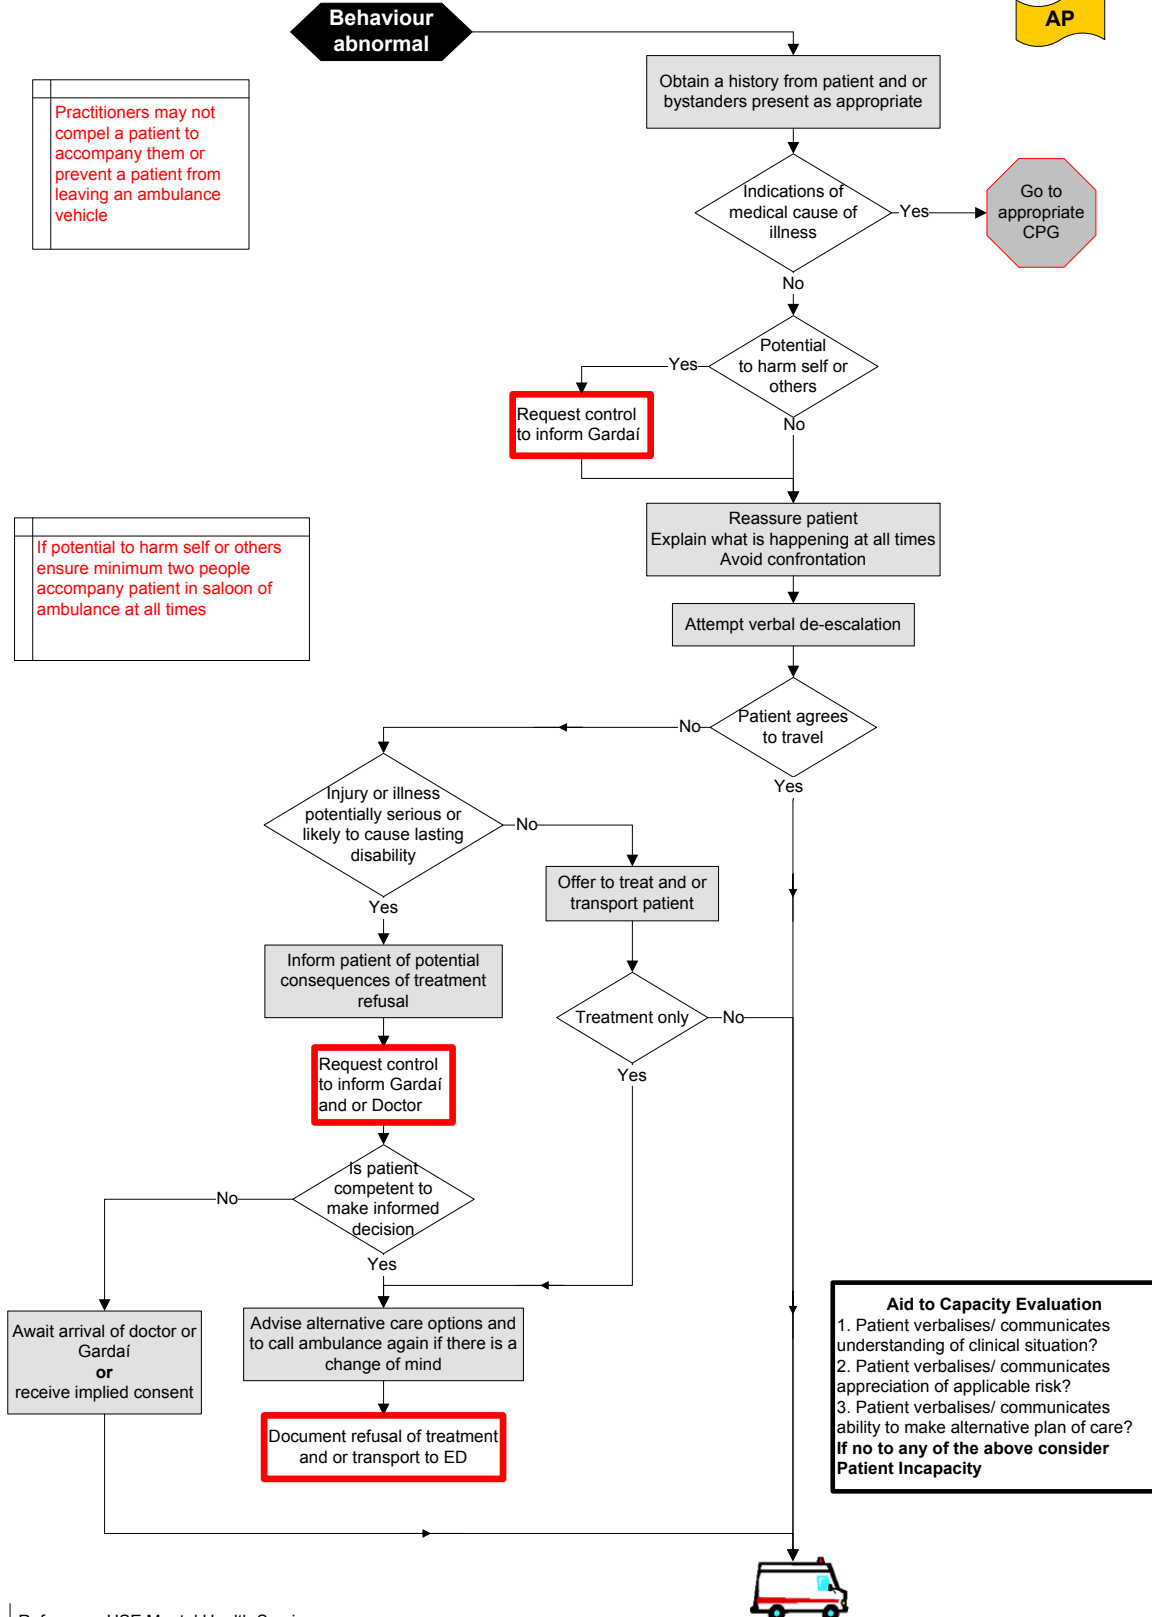 Behaviour
abnormal
AP
Obtain a history from patient and or
bystanders present as appropriate
Practitioners may not
compel a patient to
accompany them or
prevent a patient from
leaving an ambulance
vehicle
Indications of
medical cause of
illness
Yes
Go to
appropriate
CPG
No
Potential
to harm self or
others
Yes
Request control
to inform Gardaí
No
Reassure patient
Explain what is happening at all times
Avoid confrontation
If potential to harm self or others
ensure minimum two people
accompany patient in saloon of
ambulance at all times
Attempt verbal de-escalation
Patient agrees
to travel
No
Yes
Injury or illness
potentially serious or
likely to cause lasting
disability
No
Offer to treat and or
transport patient
Yes
Inform patient of potential
consequences of treatment
refusal
Treatment only
No
Yes
Request control
to inform Gardaí
and or Doctor
Is patient
competent to
make informed
decision
No
Yes
Await arrival of doctor or
Gardaí
or
receive implied consent
Advise alternative care options and
to call ambulance again if there is a
change of mind
Document refusal of treatment
and or transport to ED
Aid to Capacity Evaluation
1. Patient verbalises/ communicates
understanding of clinical situation?
2. Patient verbalises/ communicates
appreciation of applicable risk?
3. Patient verbalises/ communicates
ability to make alternative plan of care?
If no to any of the above consider
Patient Incapacity
HSE Mental Health